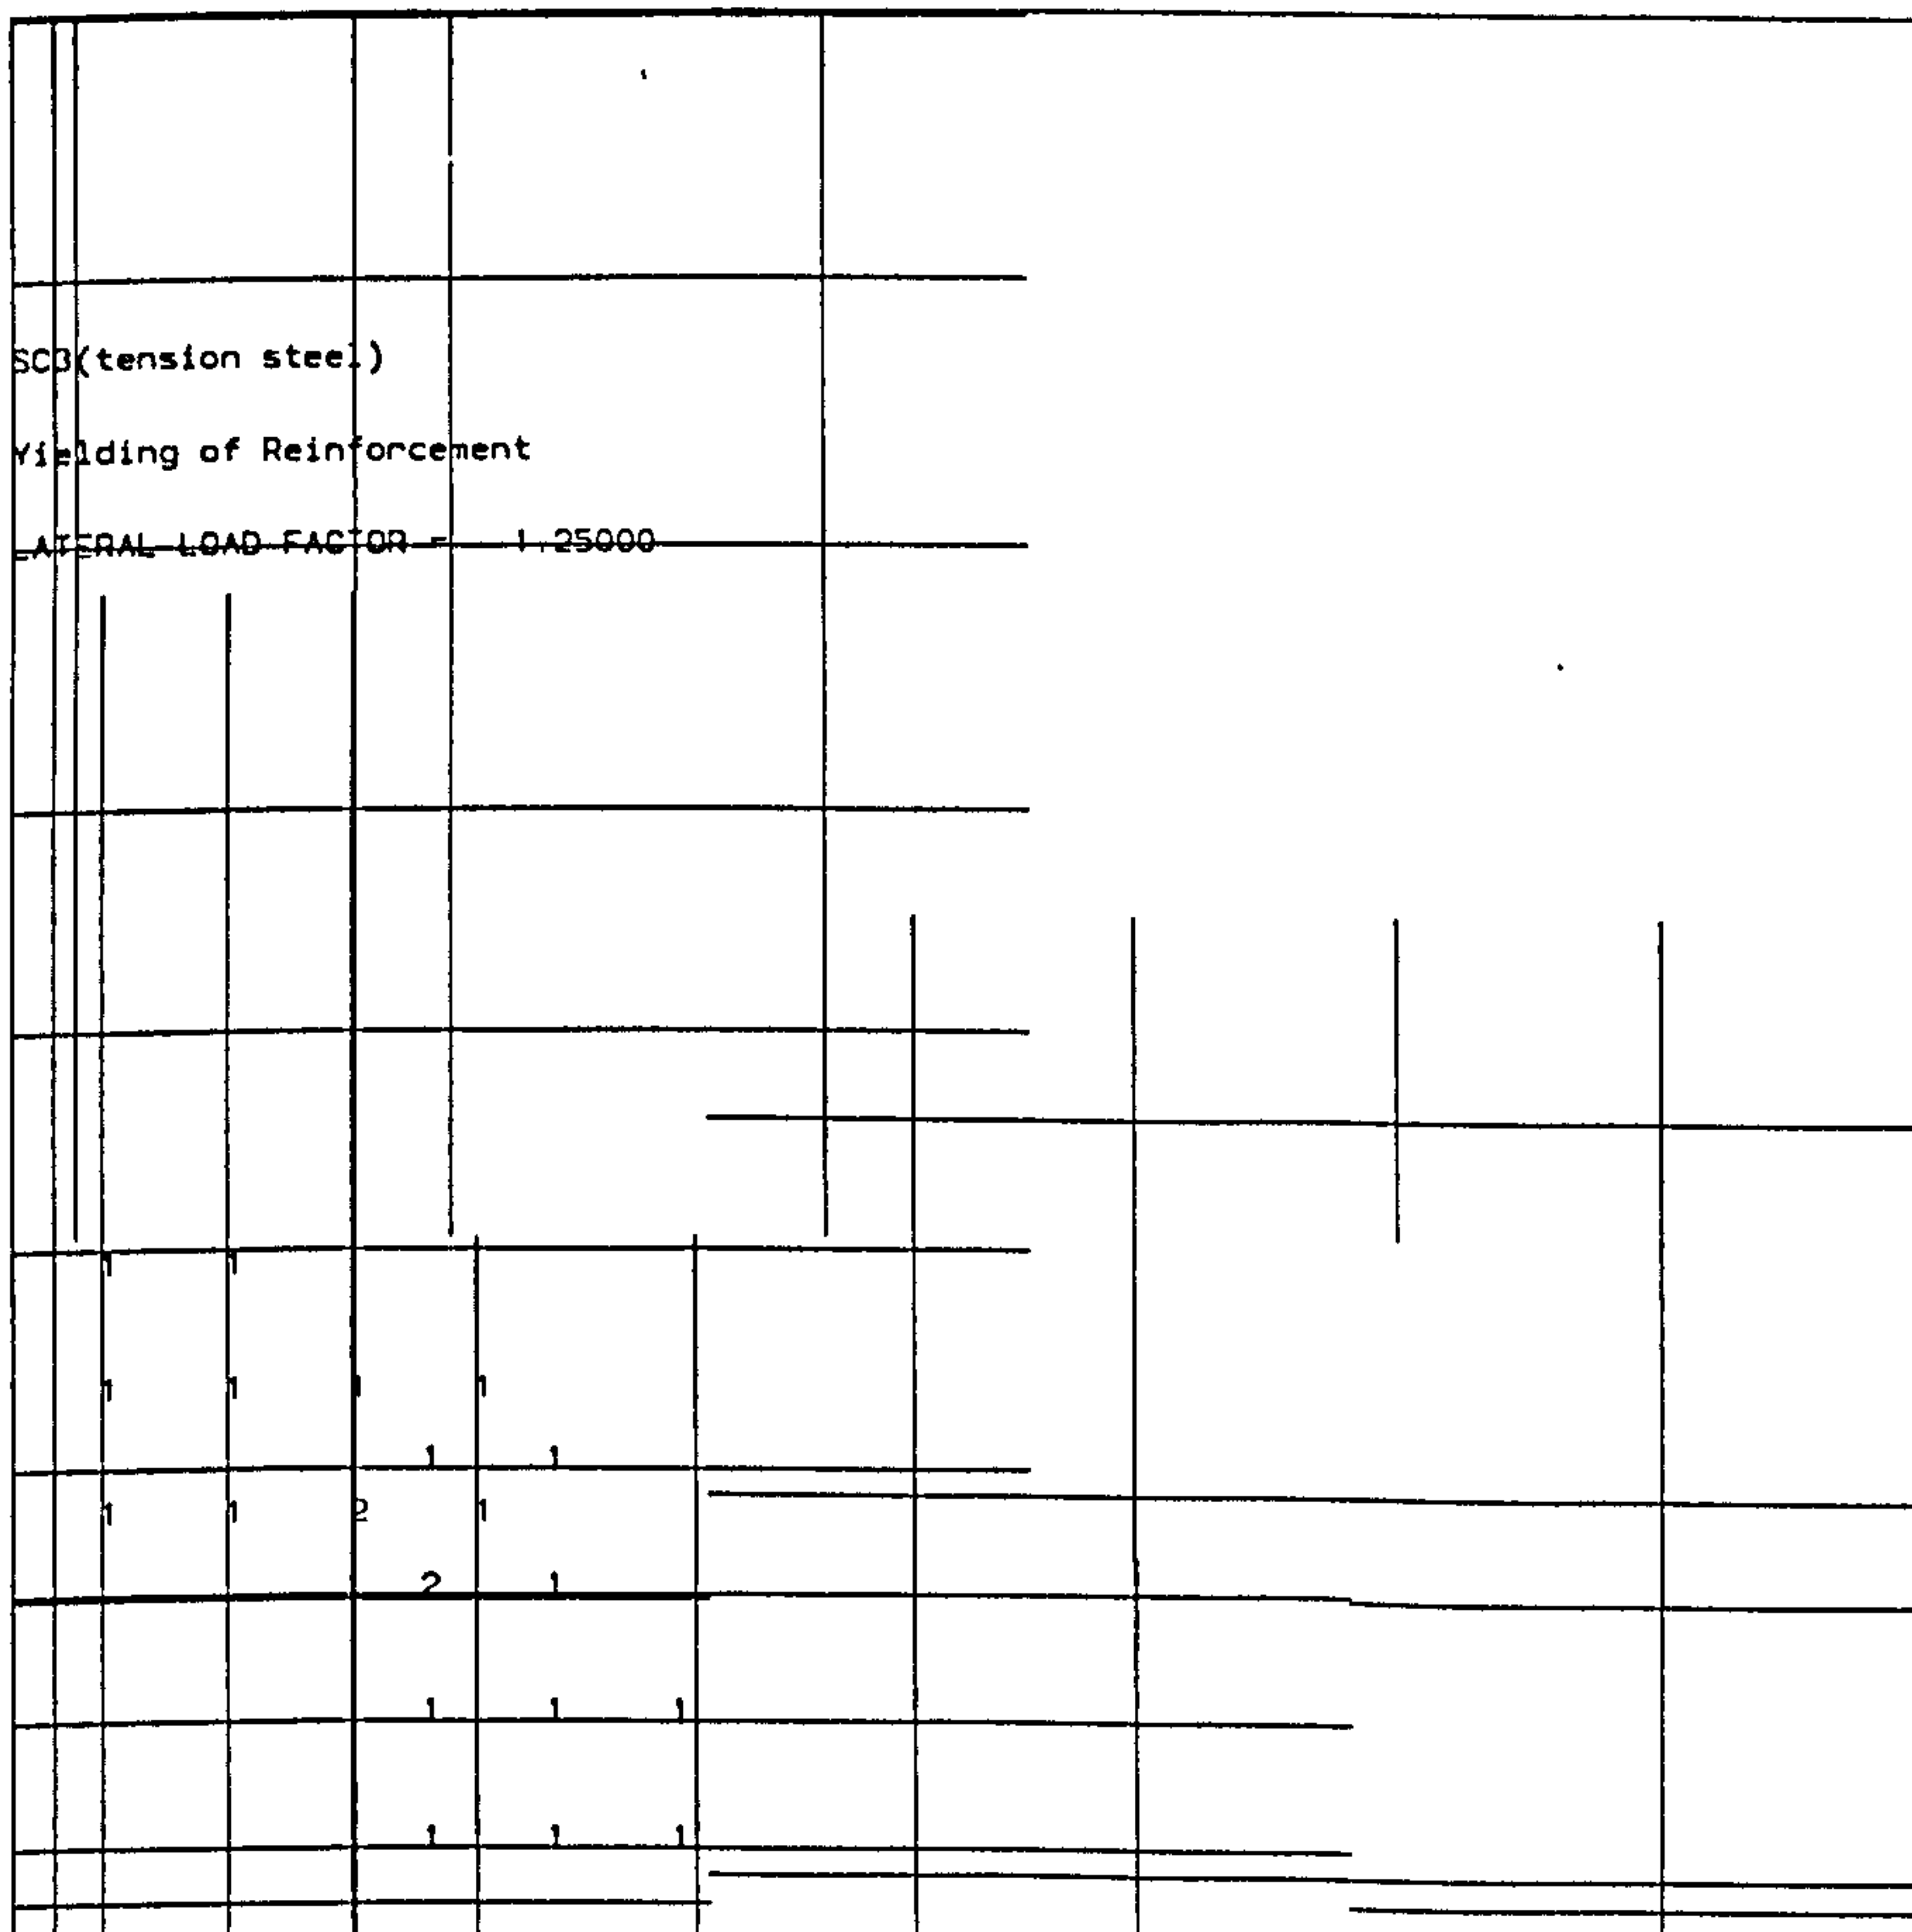 SC3(tension steel)
Yielding of Reinforcement
LATERAL LOAD FACTOR = 1.25000
1 1
1 1 1 1
1 1
1 1 2 1
2 1
1 1 1
1 1 1